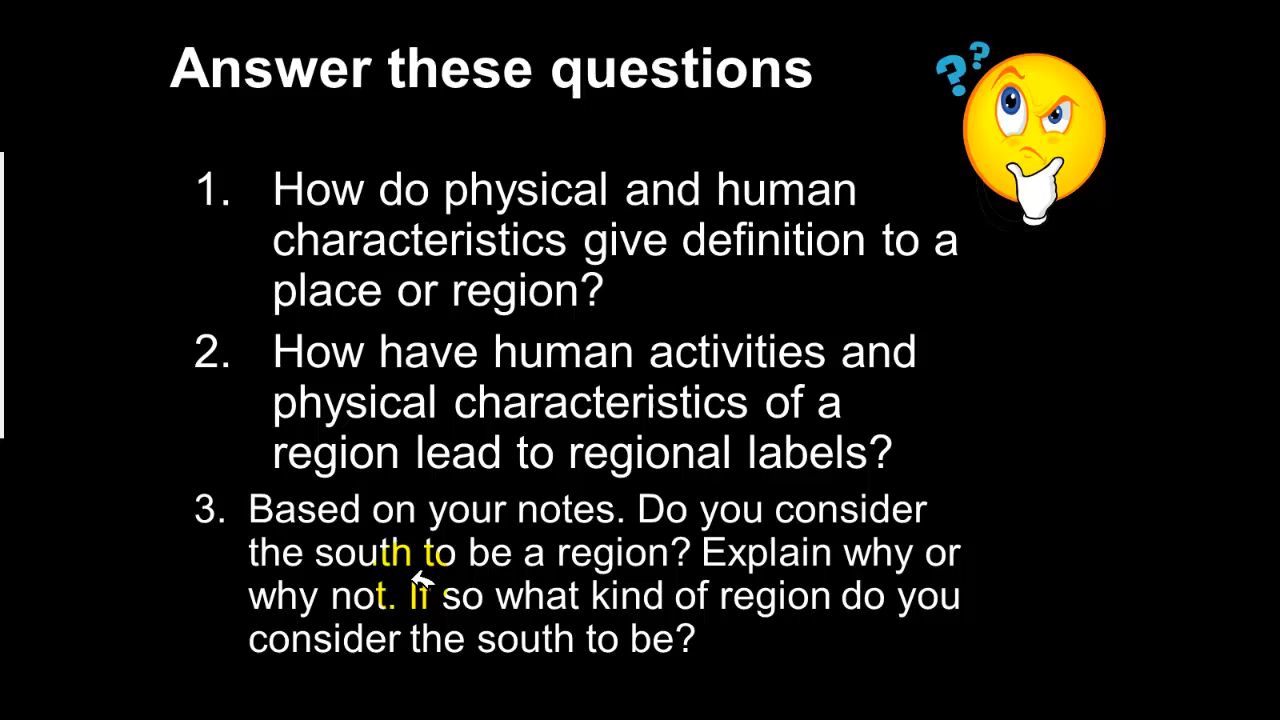 Answer these questions
? ?
1. How do physical and human
characteristics give definition to a
place or region?
2. How have human activities and
physical characteristics of a
region lead to regional labels?
3. Based on your notes. Do you consider
the south to be a region? Explain why or
why not. If so what kind of region do you
consider the south to be?